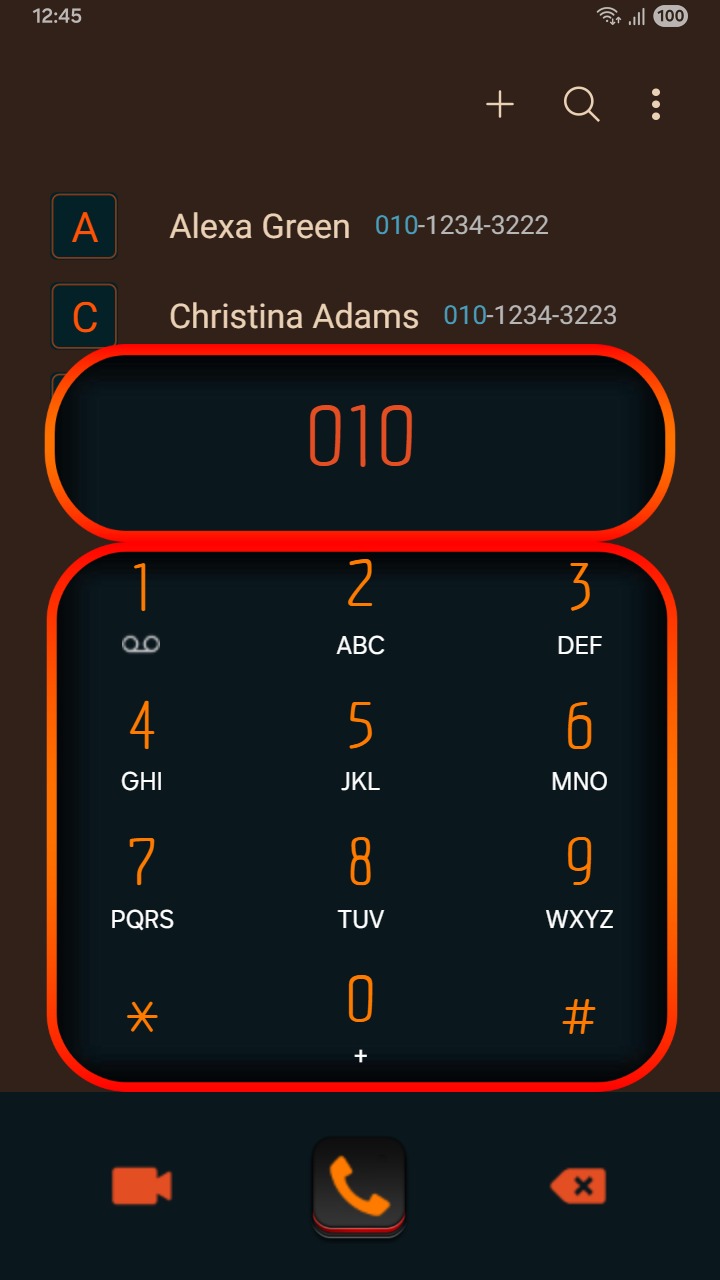 12:45 100
A Alexa Green 010-1234-3222
C Christina Adams 010-1234-3223
010
1 2 3
ABC DEF
4 5 6
GHI JKL MNO
7 8 9
PQRS TUV WXYZ
* 0 #
+